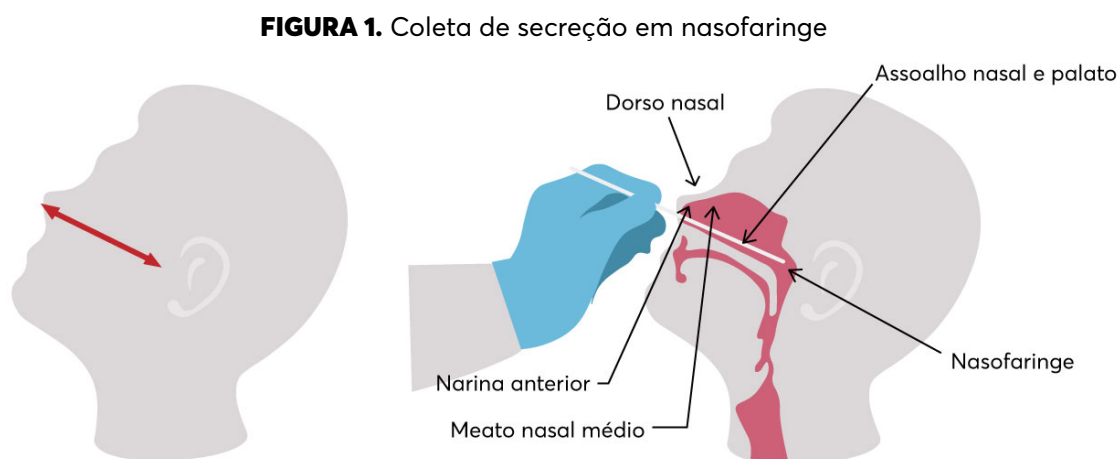 FIGURA 1. Coleta de secreção em nasofaringe
Assoalho nasal e palato
Dorso nasal
Nasofaringe
Narina anterior
Meato nasal médio